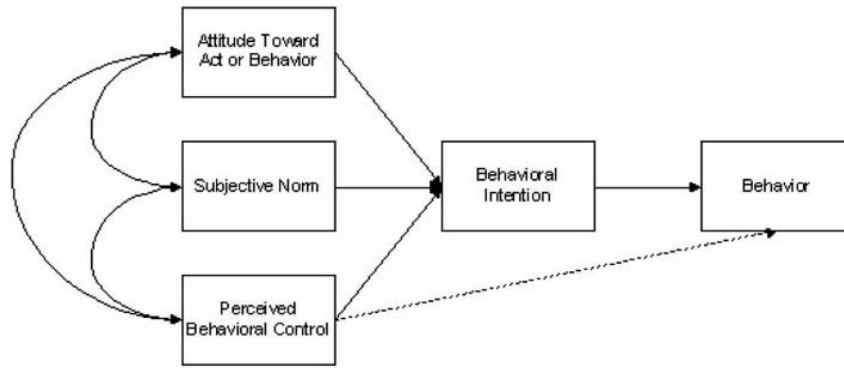 Attitude Toward
Act or Behavior
Subjective Norm
Behavioral
Intention
Behavior
Perceived
Behavioral Control